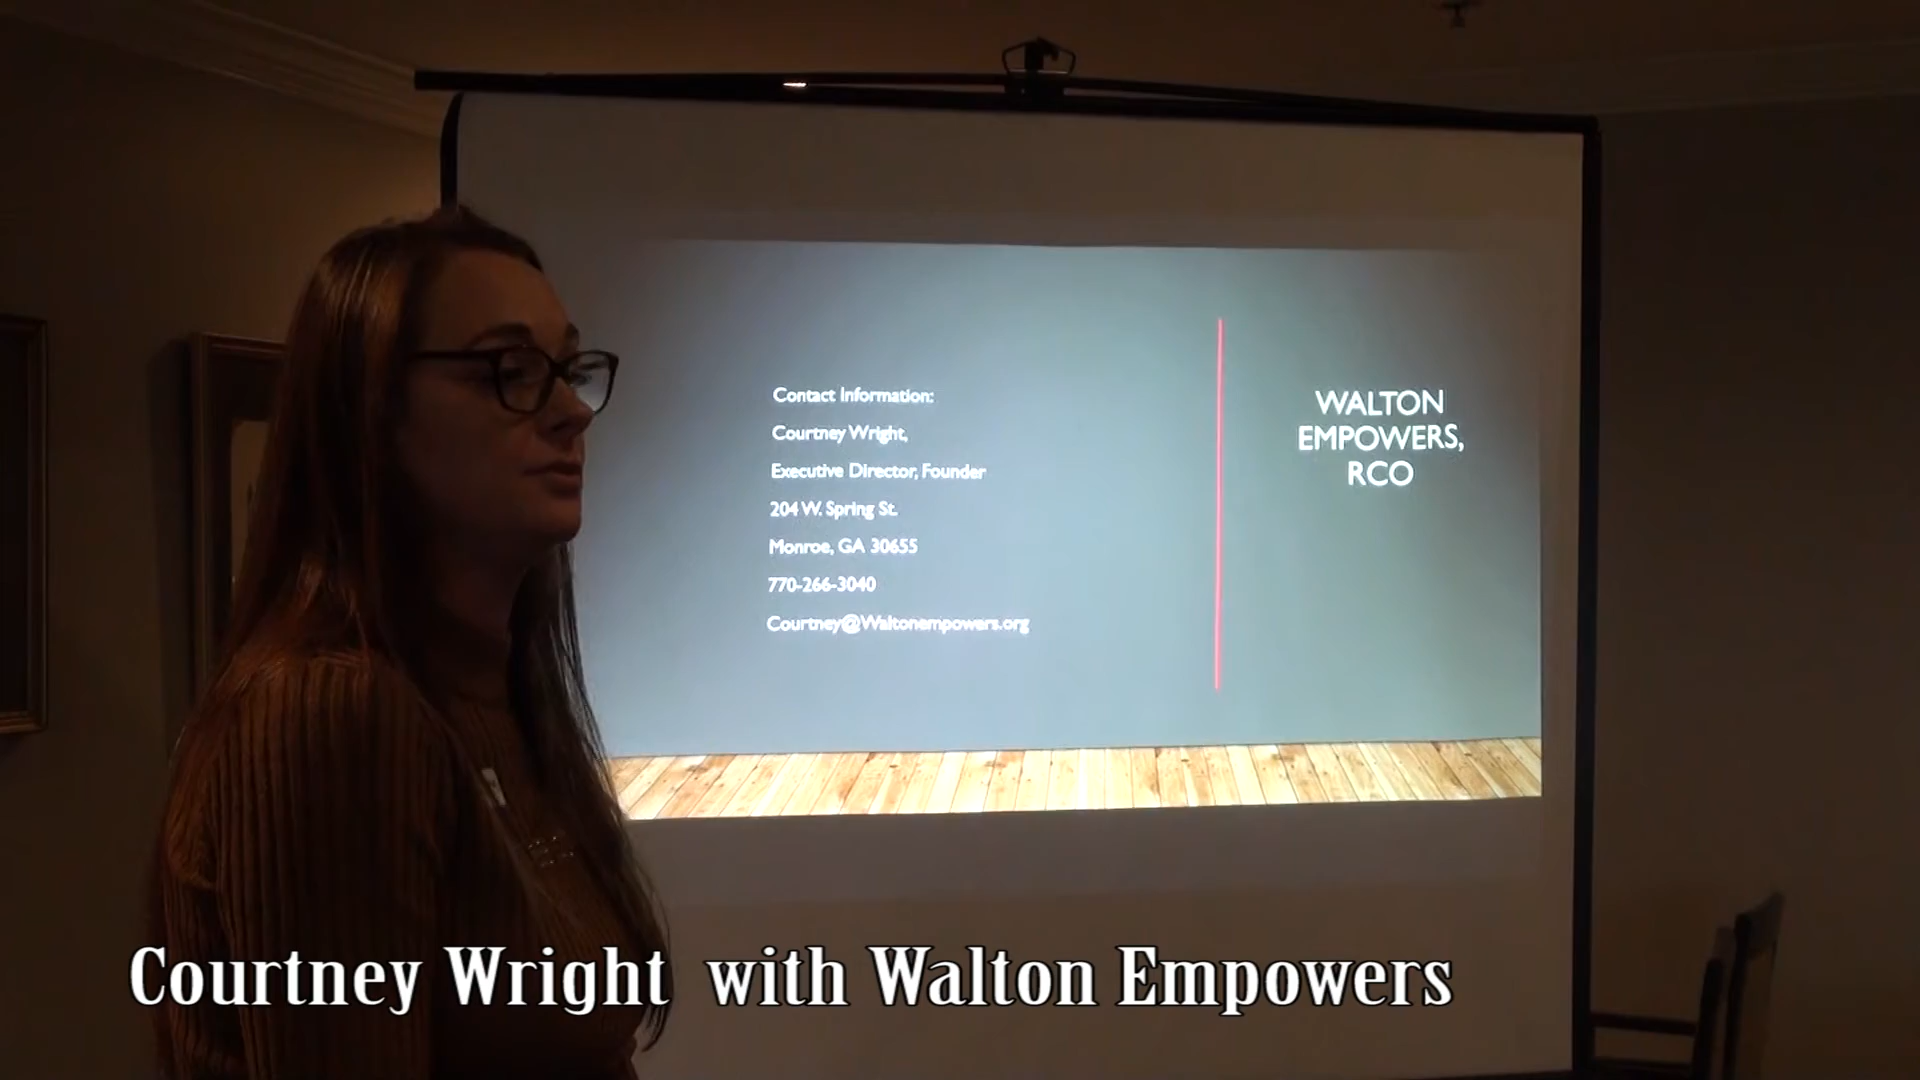 Contact Information:
Courtney Wright,
Executive Director, Founder
204 W. Spring St.
Monroe, GA 30655
770-266-3040
Courtney@Waltonempowers.org
WALTON
EMPOWERS,
RCO
Courtney Wright with Walton Empowers